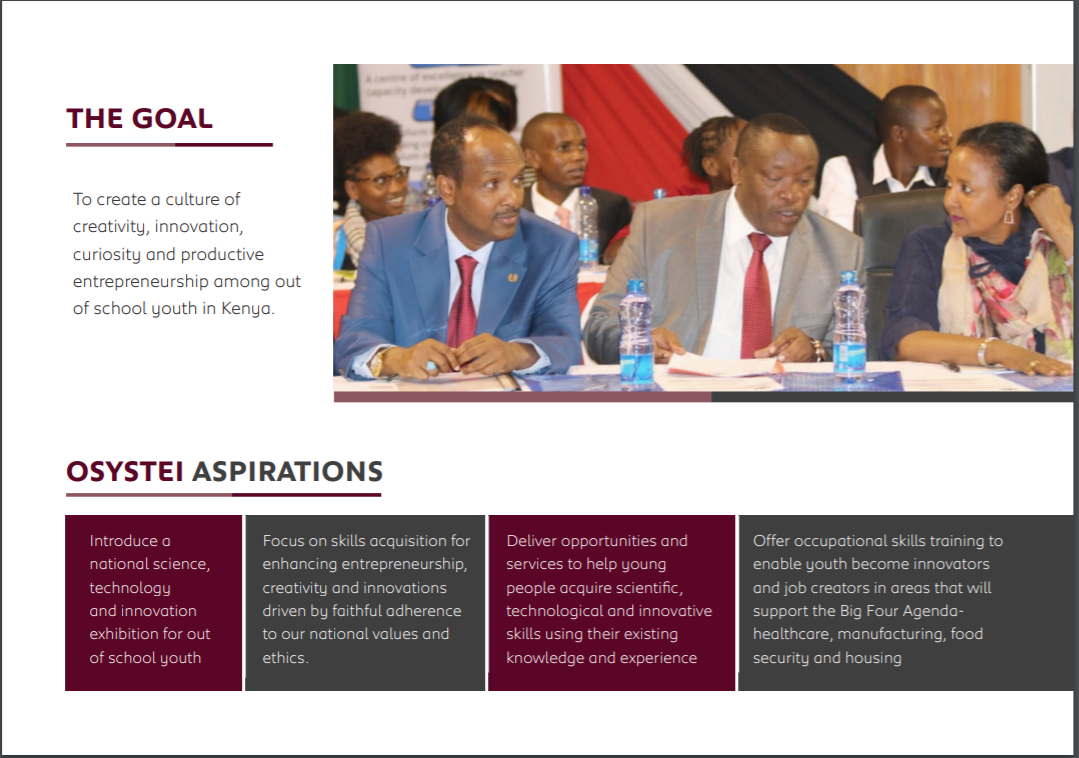 A centre of excellence in teacher
capacity
THE GOAL
To create a culture of
creativity, innovation,
curiosity and productive
entrepreneurship among out
of school youth in Kenya.
OSYSTEI ASPIRATIONS
Introduce a
national science,
technology
and innovation
exhibition for out
of school youth
Focus on skills acquisition for
enhancing entrepreneurship,
creativity and innovations
driven by faithful adherence
to our national values and
ethics.
Deliver opportunities and
services to help young
people acquire scientific,
technological and innovative
skills using their existing
knowledge and experience
Offer occupational skills training to
enable youth become innovators
and job creators in areas that will
support the Big Four Agenda-
healthcare, manufacturing, food
security and housing